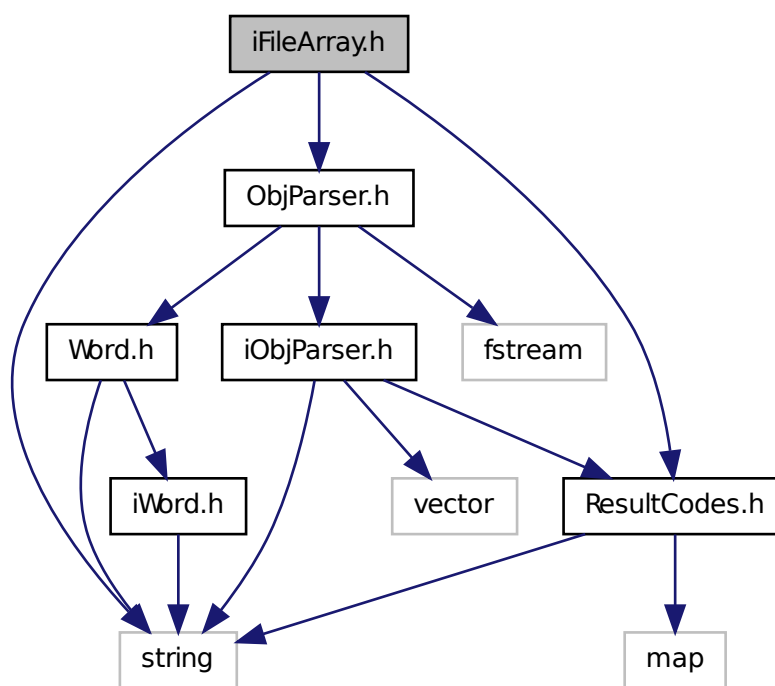 iFileArray.h
ObjParser.h
Word.h
iObjParser.h
fstream
iWord.h
vector
ResultCodes.h
string
map